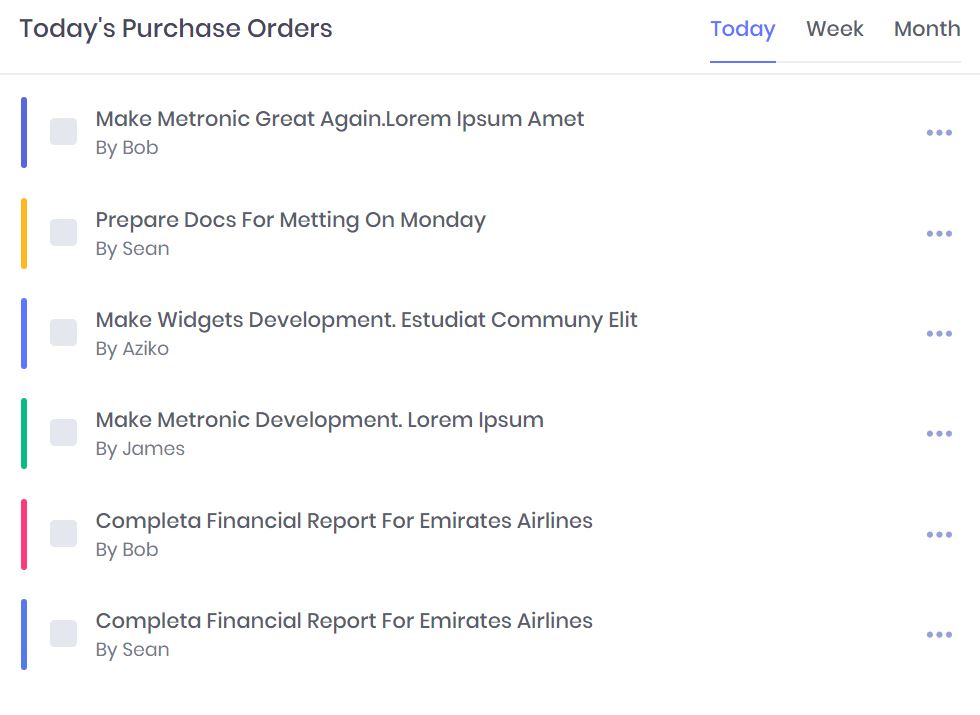 Today's Purchase Orders
Today Week Month
Make Metronic Great Again.Lorem Ipsum Amet
By Bob
Prepare Docs For Metting On Monday
By Sean
Make Widgets Development. Estudiat Communy Elit
By Aziko
Make Metronic Development. Lorem Ipsum
By James
Completa Financial Report For Emirates Airlines
By Bob
Completa Financial Report For Emirates Airlines
By Sean